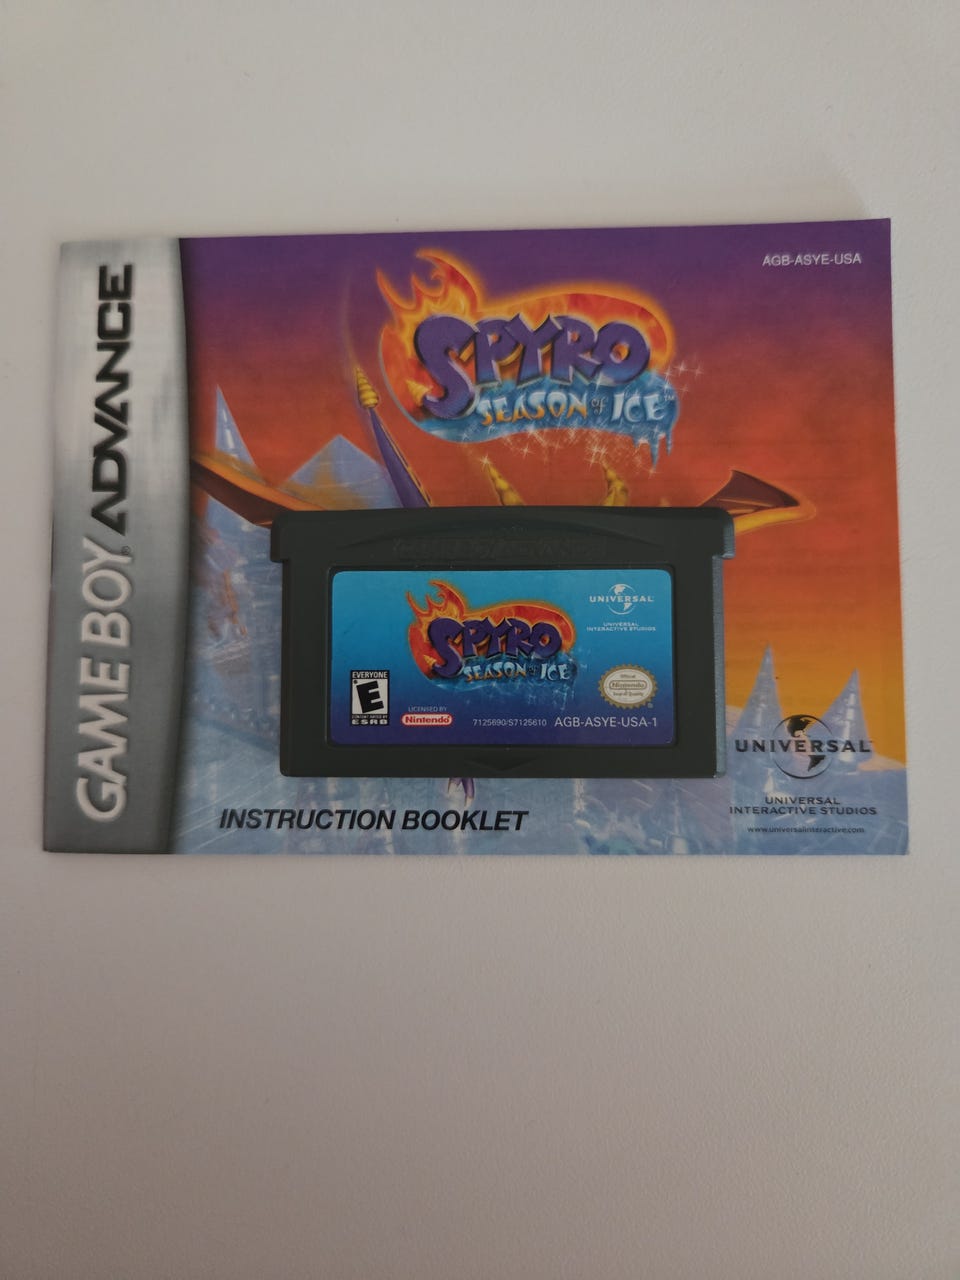 GAME BOY ADVANCE
AGB-ASYE-USA
SPYRO
SEASON OF ICE™
UNIVERSAL
UNIVERSAL
INTERACTIVE STUDIOS
SPYRO
SEASON OF ICE
EVERYONE
E
CONTENT RATED BY
ESRB
LICENSED BY
Nintendo
7125690/S7125610
AGB-ASYE-USA-1
Official
Nintendo
Seal of Quality
INSTRUCTION BOOKLET
UNIVERSAL
UNIVERSAL
INTERACTIVE STUDIOS
www.universalinteractive.com